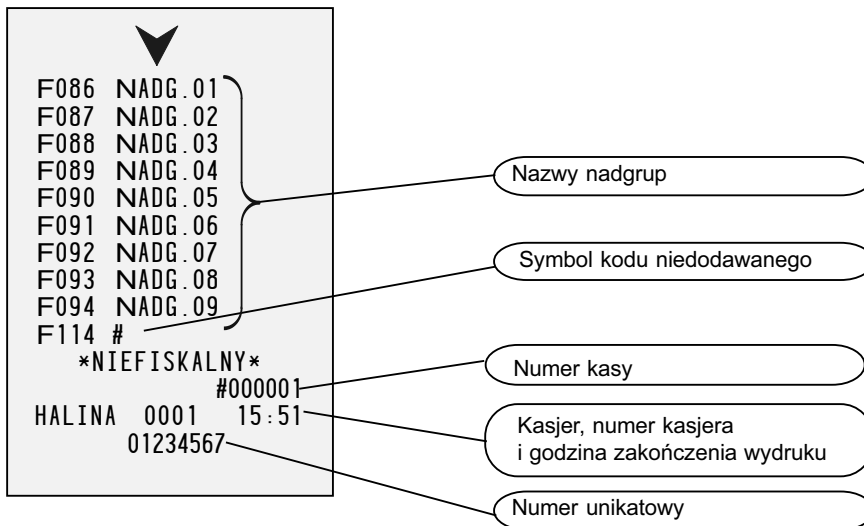 F086 NADG.01
F087 NADG.02
F088 NADG.03
F089 NADG.04
F090 NADG.05
F091 NADG.06
F092 NADG.07
F093 NADG.08
F094 NADG.09
F114 #
*NIEFISKALNY*
#000001
HALINA 0001 15:51
01234567
Nazwy nadgrup
Symbol kodu niedodawanego
Numer kasy
Kasjer, numer kasjera
i godzina zakończenia wydruku
Numer unikatowy